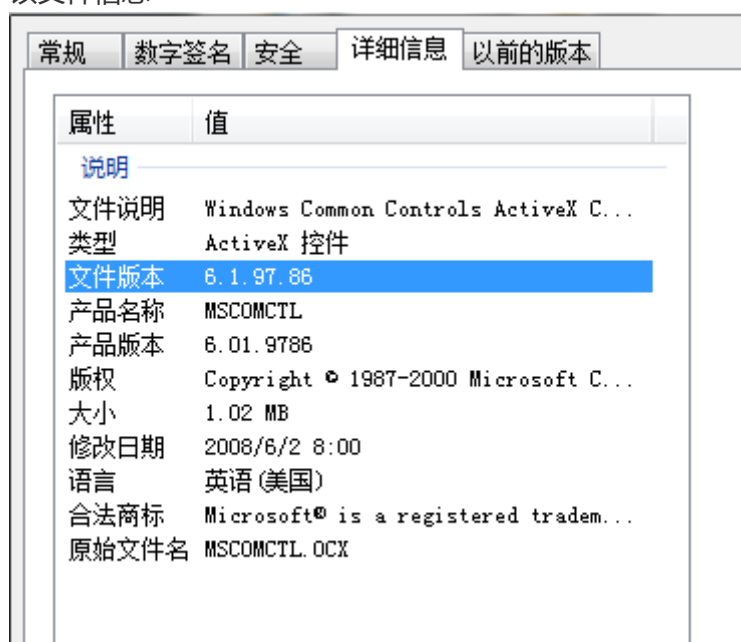 该文件信息
常规 数字签名 安全 详细信息 以前的版本
属性 值
说明
文件说明 Windows Common Controls ActiveX C...
类型 ActiveX 控件
文件版本 6.1.97.86
产品名称 MSCOMCTL
产品版本 6.01.9786
版权 Copyright © 1987-2000 Microsoft C...
大小 1.02 MB
修改日期 2008/6/2 8:00
语言 英语(美国)
合法商标 Microsoft® is a registered tradem...
原始文件名 MSCOMCTL.OCX